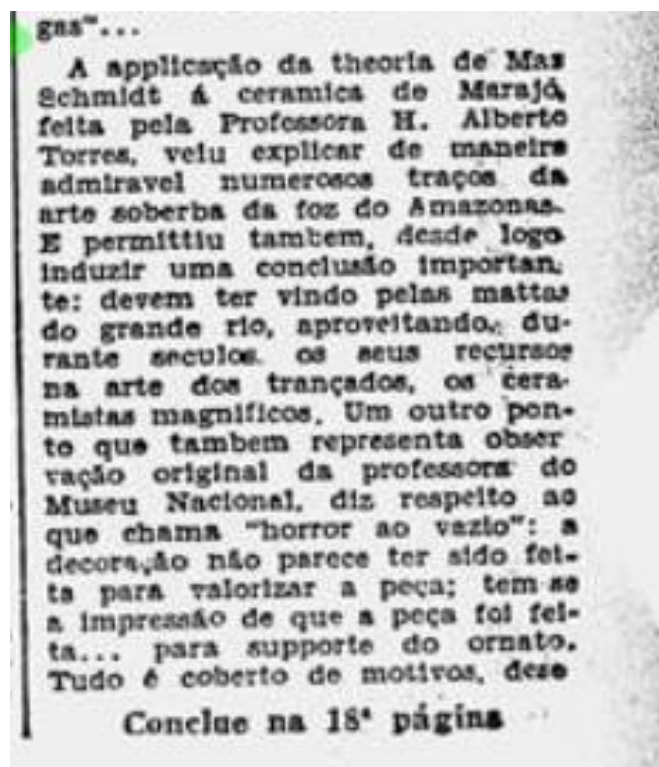 gns"...
A applicação da theoria de Max
Schmidt á ceramica de Marajó,
feita pela Professora H. Alberto
Torres, veiu explicar de maneira
admiravel numerosos traços da
arte soberba da foz do Amazonas.
E permittiu tambem, desde logo
induzir uma conclusão importan.
te: devem ter vindo pelas mattas
do grande rio, aproveitando, du-
rante seculos. os seus recursos
na arte dos trançados, os cera-
mistas magnificos. Um outro pon-
to que tambem representa obser
vação original da professora do
Museu Nacional, diz respeito ao
que chama "horror ao vazio": a
decoração não parece ter sido fei-
ta para valorizar a peça; tem-se
a impressão de que a peça foi fei-
ta... para supporte do ornato.
Tudo é coberto de motivos, dese
Conclue na 18ª página